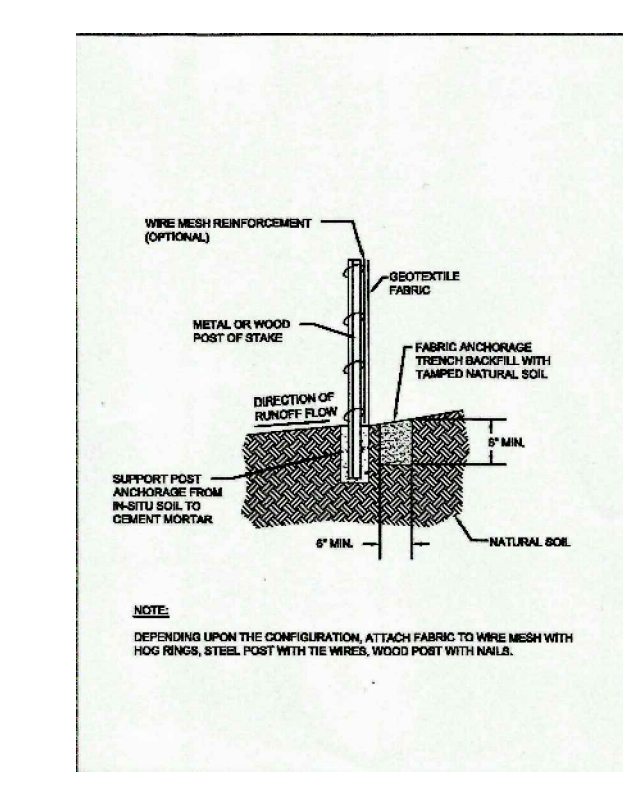 WIRE MESH REINFORCEMENT
(OPTIONAL)
GEOTEXTILE
FABRIC
METAL OR WOOD
POST OF STAKE
FABRIC ANCHORAGE
TRENCH BACKFILL WITH
TAMPED NATURAL SOIL
DIRECTION OF
RUNOFF FLOW
6" MIN.
SUPPORT POST
ANCHORAGE FROM
IN-SITU SOIL TO
CEMENT MORTAR
6" MIN.
NATURAL SOIL
NOTE:
DEPENDING UPON THE CONFIGURATION, ATTACH FABRIC TO WIRE MESH WITH
HOG RINGS, STEEL POST WITH TIE WIRES, WOOD POST WITH NAILS.